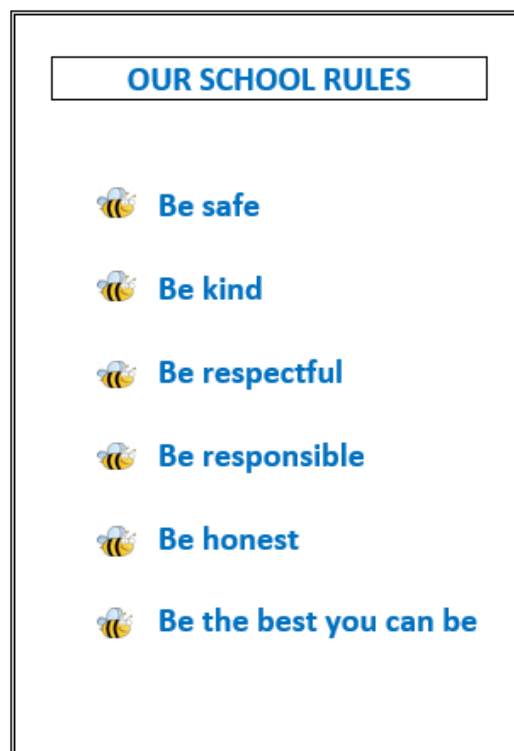 OUR SCHOOL RULES
Be safe
Be kind
Be respectful
Be responsible
Be honest
Be the best you can be